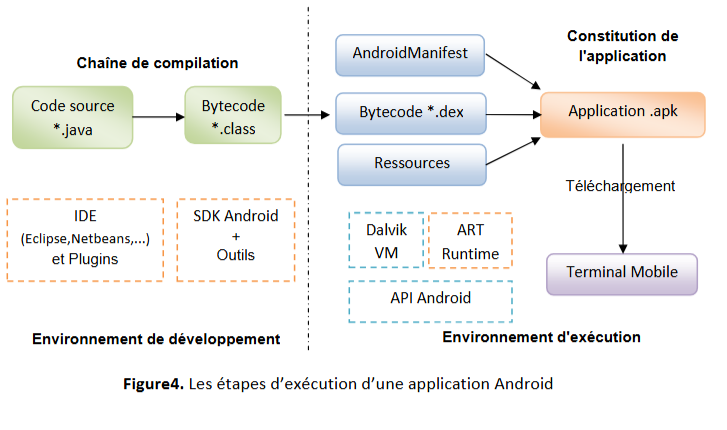 Chaîne de compilation
Code source
*.java
Bytecode
*.class
AndroidManifest
Bytecode *.dex
Ressources
Constitution de
l'application
Application .apk
Téléchargement
Terminal Mobile
IDE
(Eclipse,Netbeans,...)
et Plugins
SDK Android
+
Outils
Dalvik
VM
ART
Runtime
API Android
Environnement de développement
Environnement d'exécution
Figure4. Les étapes d’exécution d’une application Android